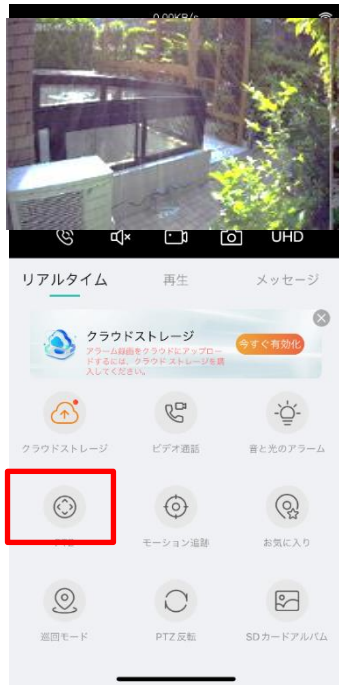 0.00KB/s
UHD
リアルタイム
再生
メッセージ
クラウドストレージ
アラーム録画をクラウドにアップロー
ドするには、クラウド ストレージを購
入してください。
今すぐ有効化
クラウドストレージ
ビデオ通話
音と光のアラーム
PTZ
モーション追跡
お気に入り
巡回モード
PTZ反転
SDカードアルバム